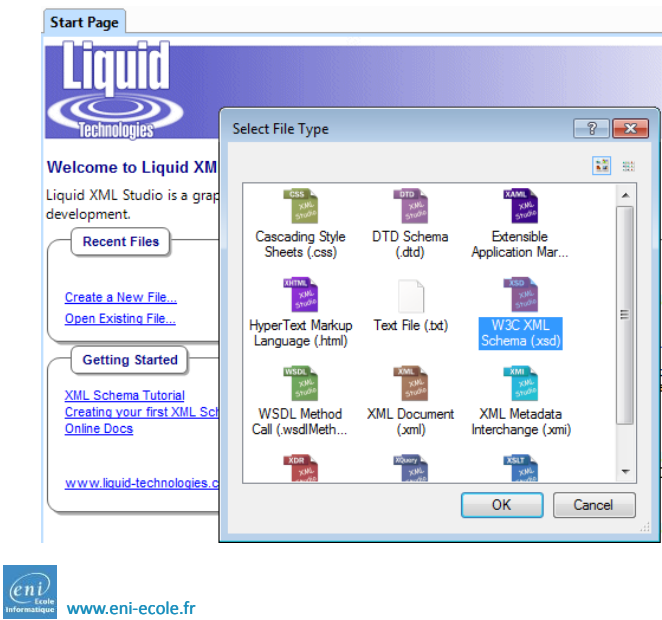 Start Page
Liquid
Technologies
Select File Type
?
Welcome to Liquid XM
Liquid XML Studio is a grap
development.
Recent Files
Create a New File...
Open Existing File...
Getting Started
XML Schema Tutorial
Creating your first XML Sch
Online Docs
www.liquid-technologies.c
CSS
XML
Studio
Cascading Style
Sheets (.css)
DTD
XML
Studio
DTD Schema
(.dtd)
XAML
XML
Studio
Extensible
Application Mar...
XHTML
XML
Studio
HyperText Markup
Language (.html)
Text File (.txt)
XSD
XML
Studio
W3C XML
Schema (.xsd)
WSDL
XML
Studio
WSDL Method
Call (.wsdlMeth...
XML
XML
Studio
XML Document
(.xml)
XMI
XML
Studio
XML Metadata
Interchange (.xmi)
XDR
XML
XQuery
XML
XSLT
XML
OK
Cancel
eni
Ecole
Informatique
www.eni-ecole.fr